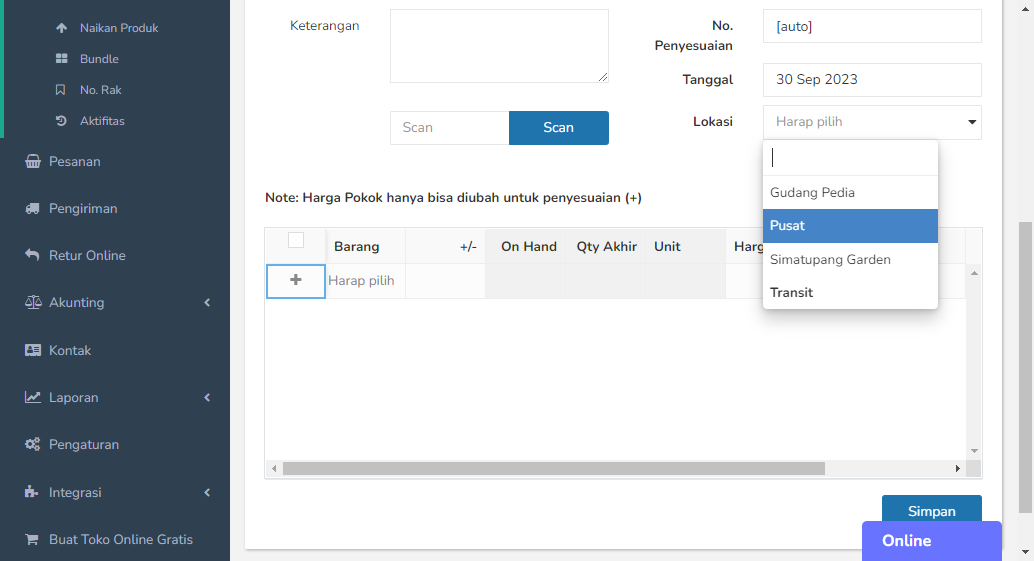 Naikan Produk
Bundle
No. Rak
Aktifitas
Pesanan
Pengiriman
Retur Online
Akunting
Kontak
Laporan
Pengaturan
Integrasi
Buat Toko Online Gratis
Keterangan
No. Penyesuaian
[auto]
Tanggal
30 Sep 2023
Scan
Scan
Lokasi
Harap pilih
Gudang Pedia
Pusat
Simatupang Garden
Transit
Note: Harga Pokok hanya bisa diubah untuk penyesuaian (+)
Barang +/- On Hand Qty Akhir Unit Harg
+ Harap pilih
Simpan
Online